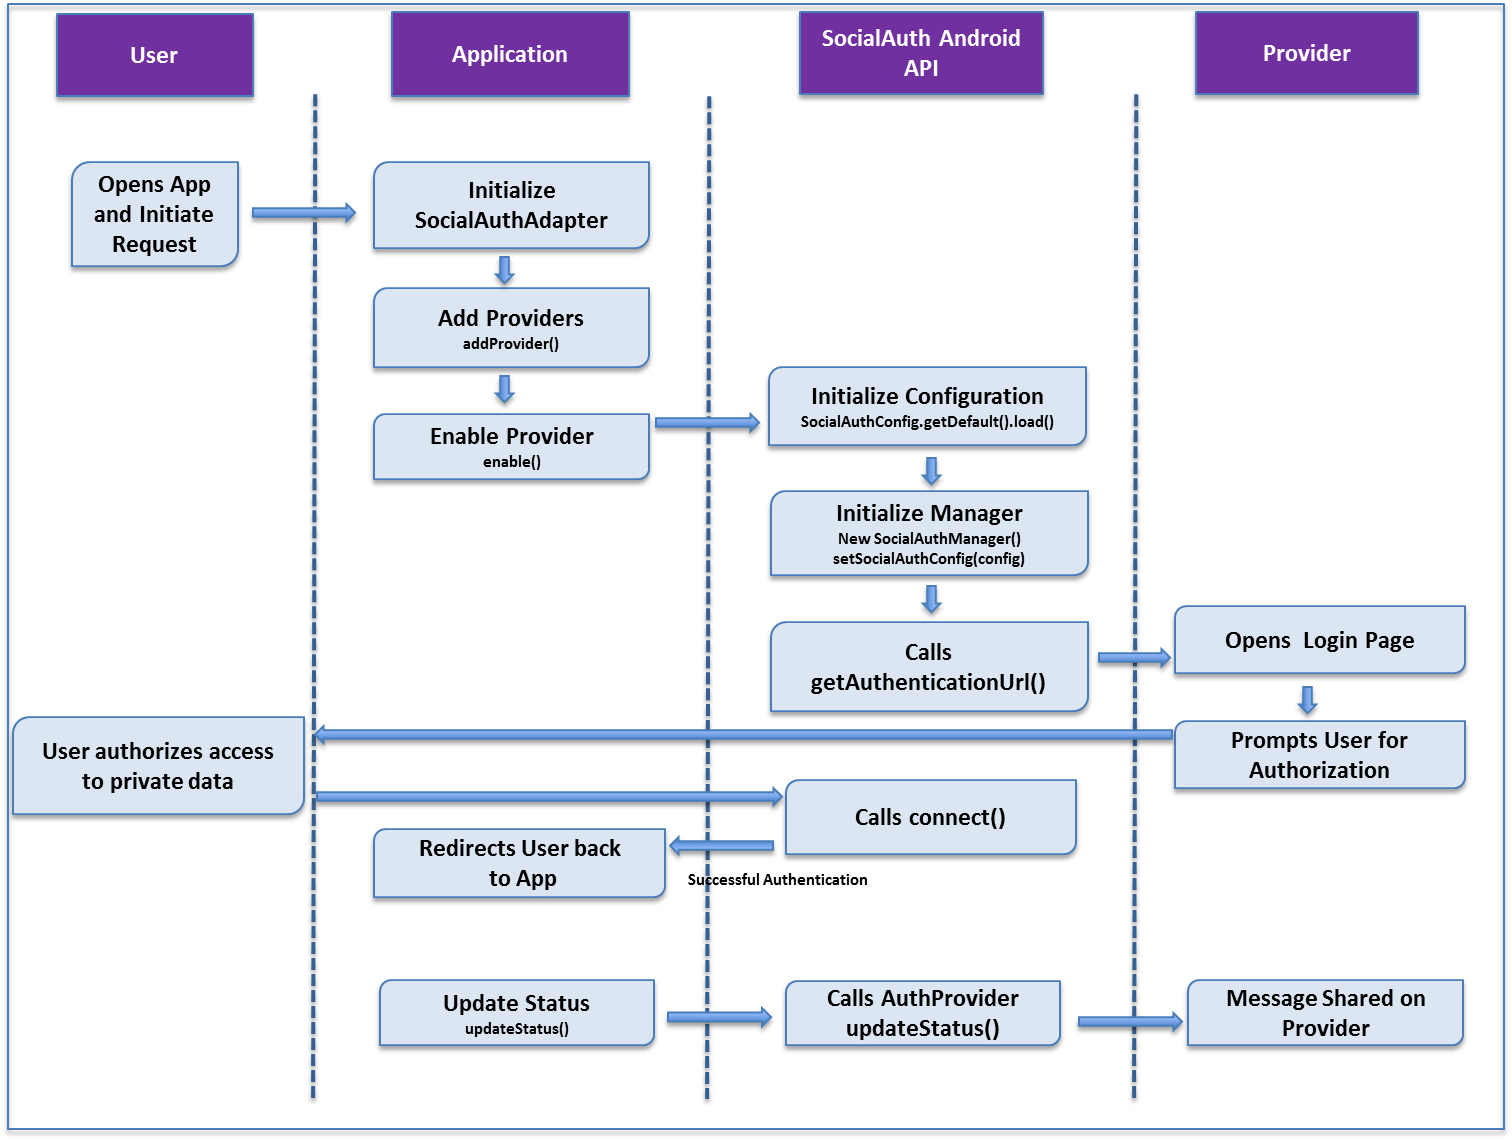 User
Application
SocialAuth Android
API
Provider
Opens App
and Initiate
Request
Initialize
SocialAuthAdapter
Add Providers
addProvider()
Enable Provider
enable()
Initialize Configuration
SocialAuthConfig.getDefault().load()
Initialize Manager
New SocialAuthManager()
setSocialAuthConfig(config)
Calls
getAuthenticationUrl()
Opens Login Page
Prompts User for
Authorization
User authorizes access
to private data
Calls connect()
Redirects User back
to App
Successful Authentication
Update Status
updateStatus()
Calls AuthProvider
updateStatus()
Message Shared on
Provider